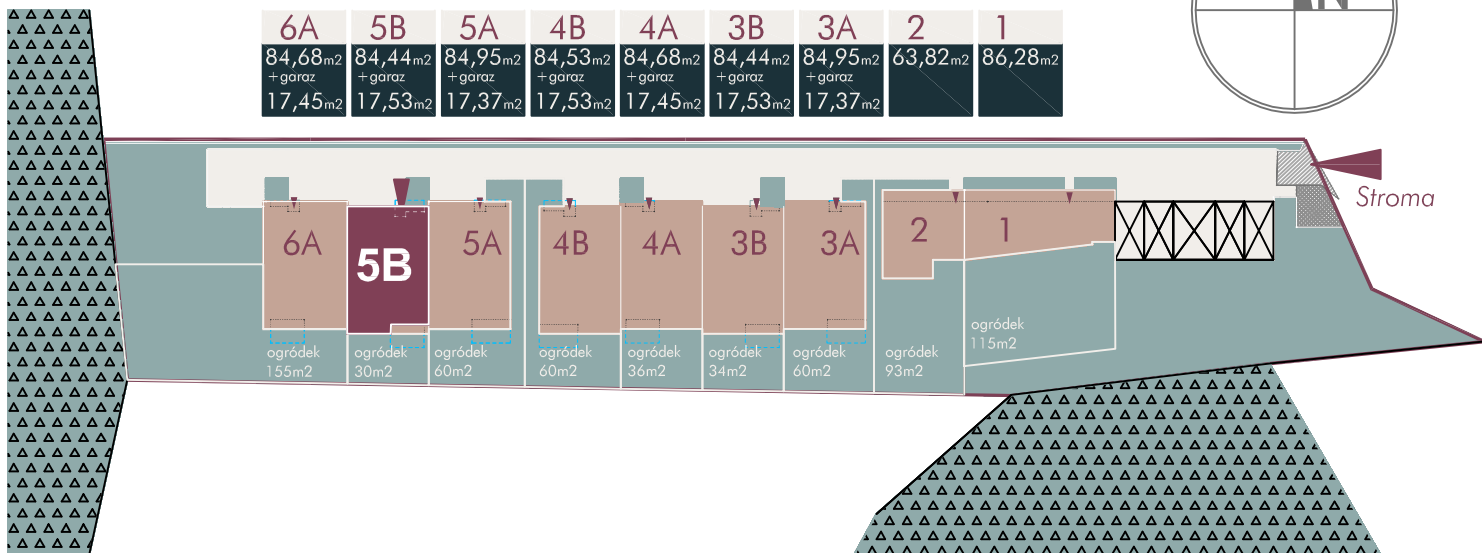 6A 5B 5A 4B 4A 3B 3A 2 1
84,68m2 84,44m2 84,95m2 84,53m2 84,68m2 84,44m2 84,95m2 63,82m2 86,28m2
+garaz +garaz +garaz +garaz +garaz +garaz +garaz
17,45m2 17,53m2 17,37m2 17,53m2 17,45m2 17,53m2 17,37m2
N
Stroma
6A 5B 5A 4B 4A 3B 3A 2 1
ogródek
115m2
ogródek ogródek ogródek ogródek ogródek ogródek ogródek ogródek
155m2 30m2 60m2 60m2 36m2 34m2 60m2 93m2